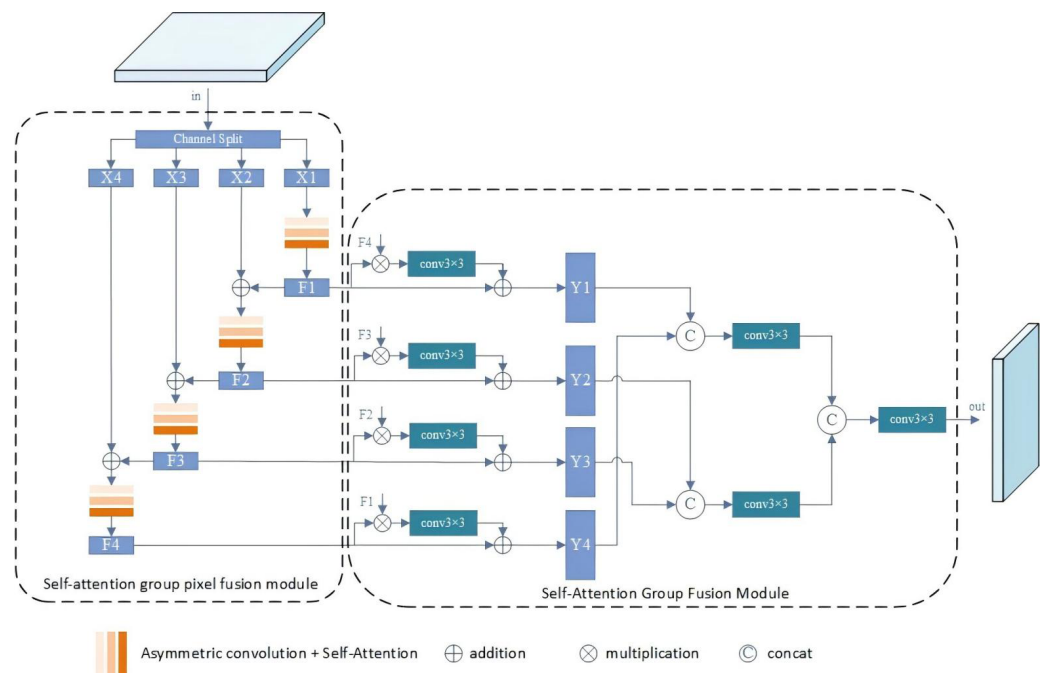 in
Channel Split
X4 X3 X2 X1
F4
conv3×3
F1
Y1
F3
C
conv3×3
conv3×3
F2
Y2
out
C
conv3×3
F2
conv3×3
F3
Y3
C
conv3×3
F1
conv3×3
F4
Y4
Self-attention group pixel fusion module
Self-Attention Group Fusion Module
Asymmetric convolution + Self-Attention
addition
multiplication
C
concat